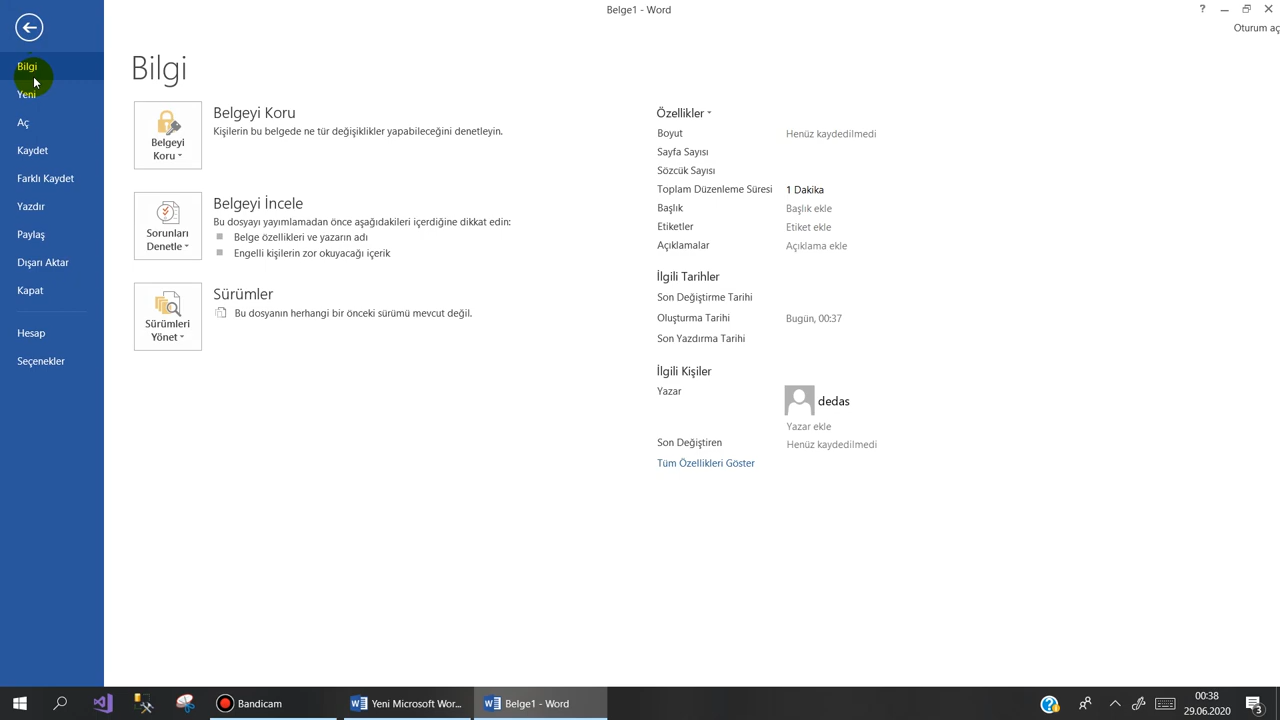 Belge1 - Word
?
Oturum aç
Bilgi
Yeni
Aç
Kaydet
Farklı Kaydet
Yazdır
Paylaş
Dışarı Aktar
Kapat
Hesap
Seçenekler
Bilgi
Belgeyi Koru
Belgeyi Koru
Kişilerin bu belgede ne tür değişiklikler yapabileceğini denetleyin.
Sorunları Denetle
Belgeyi İncele
Bu dosyayı yayımlamadan önce aşağıdakileri içerdiğine dikkat edin:
Belge özellikleri ve yazarın adı
Engelli kişilerin zor okuyacağı içerik
Sürümleri Yönet
Sürümler
Bu dosyanın herhangi bir önceki sürümü mevcut değil.
Özellikler
Boyut Henüz kaydedilmedi
Sayfa Sayısı
Sözcük Sayısı
Toplam Düzenleme Süresi 1 Dakika
Başlık Başlık ekle
Etiketler Etiket ekle
Açıklamalar Açıklama ekle
İlgili Tarihler
Son Değiştirme Tarihi
Oluşturma Tarihi Bugün, 00:37
Son Yazdırma Tarihi
İlgili Kişiler
Yazar dedas
Yazar ekle
Son Değiştiren Henüz kaydedilmedi
Tüm Özellikleri Göster
Bandicam
Yeni Microsoft Wor...
Belge1 - Word
00:38
29.06.2020
3